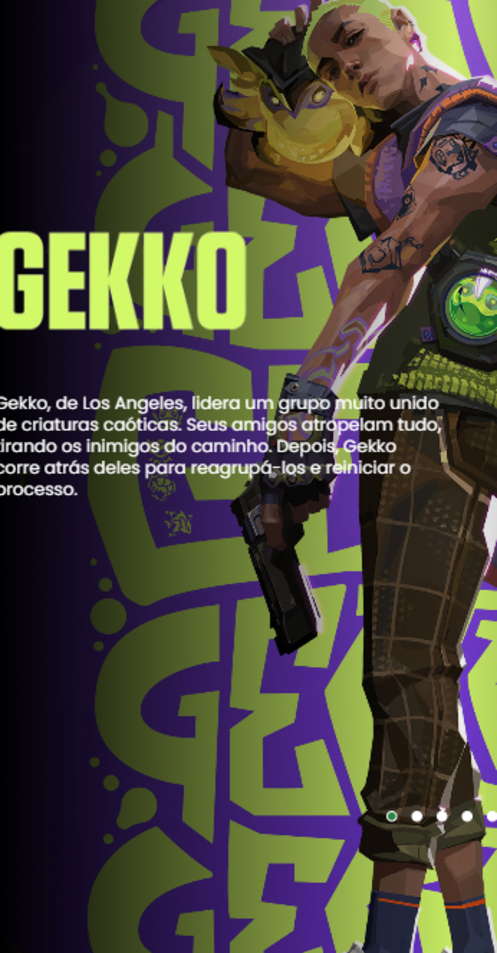 GEKKO
Gekko, de Los Angeles, lidera um grupo muito unido
de criaturas caóticas. Seus amigos atropelam tudo,
tirando os inimigos do caminho. Depois, Gekko
corre atrás deles para reagrupá-los e reiniciar o
processo.